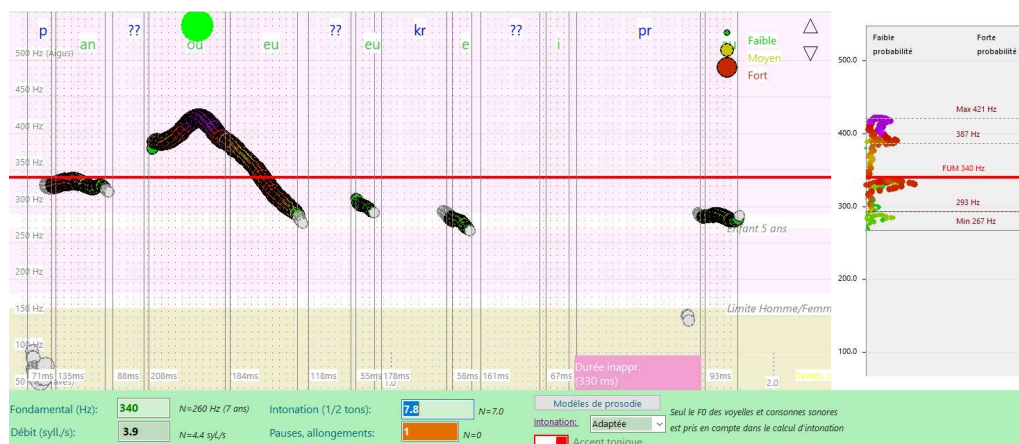 p ?? ?? kr ?? pr
an ou eu eu e i
500 Hz (Aigus)
450 Hz
400 Hz
350 Hz
300 Hz
250 Hz
200 Hz
150 Hz
100 Hz
Faible
Moyen
Fort
Enfant 5 ans
Limite Homme/Femm
71ms 135ms 88ms 208ms 184ms 118ms 55ms 178ms 58ms 161ms 67ms 93ms
1.0 2.0
Durée inappr.
(330 ms)
Faible
probabilité
Forte
probabilité
500.0
400.0
300.0
200.0
100.0
Max 421 Hz
387 Hz
FUM 340 Hz
293 Hz
Min 267 Hz
Fondamental (Hz): 340 N=260 Hz (7 ans) Intonation (1/2 tons): 7.8 N=7.0 Modèles de prosodie
Intonation: Adaptée
Seul le F0 des voyelles et consonnes sonores
est pris en compte dans le calcul d'intonation
Débit (syll./s): 3.9 N=4.4 syl./s Pauses, allongements: 1 N=0 Accent tonique